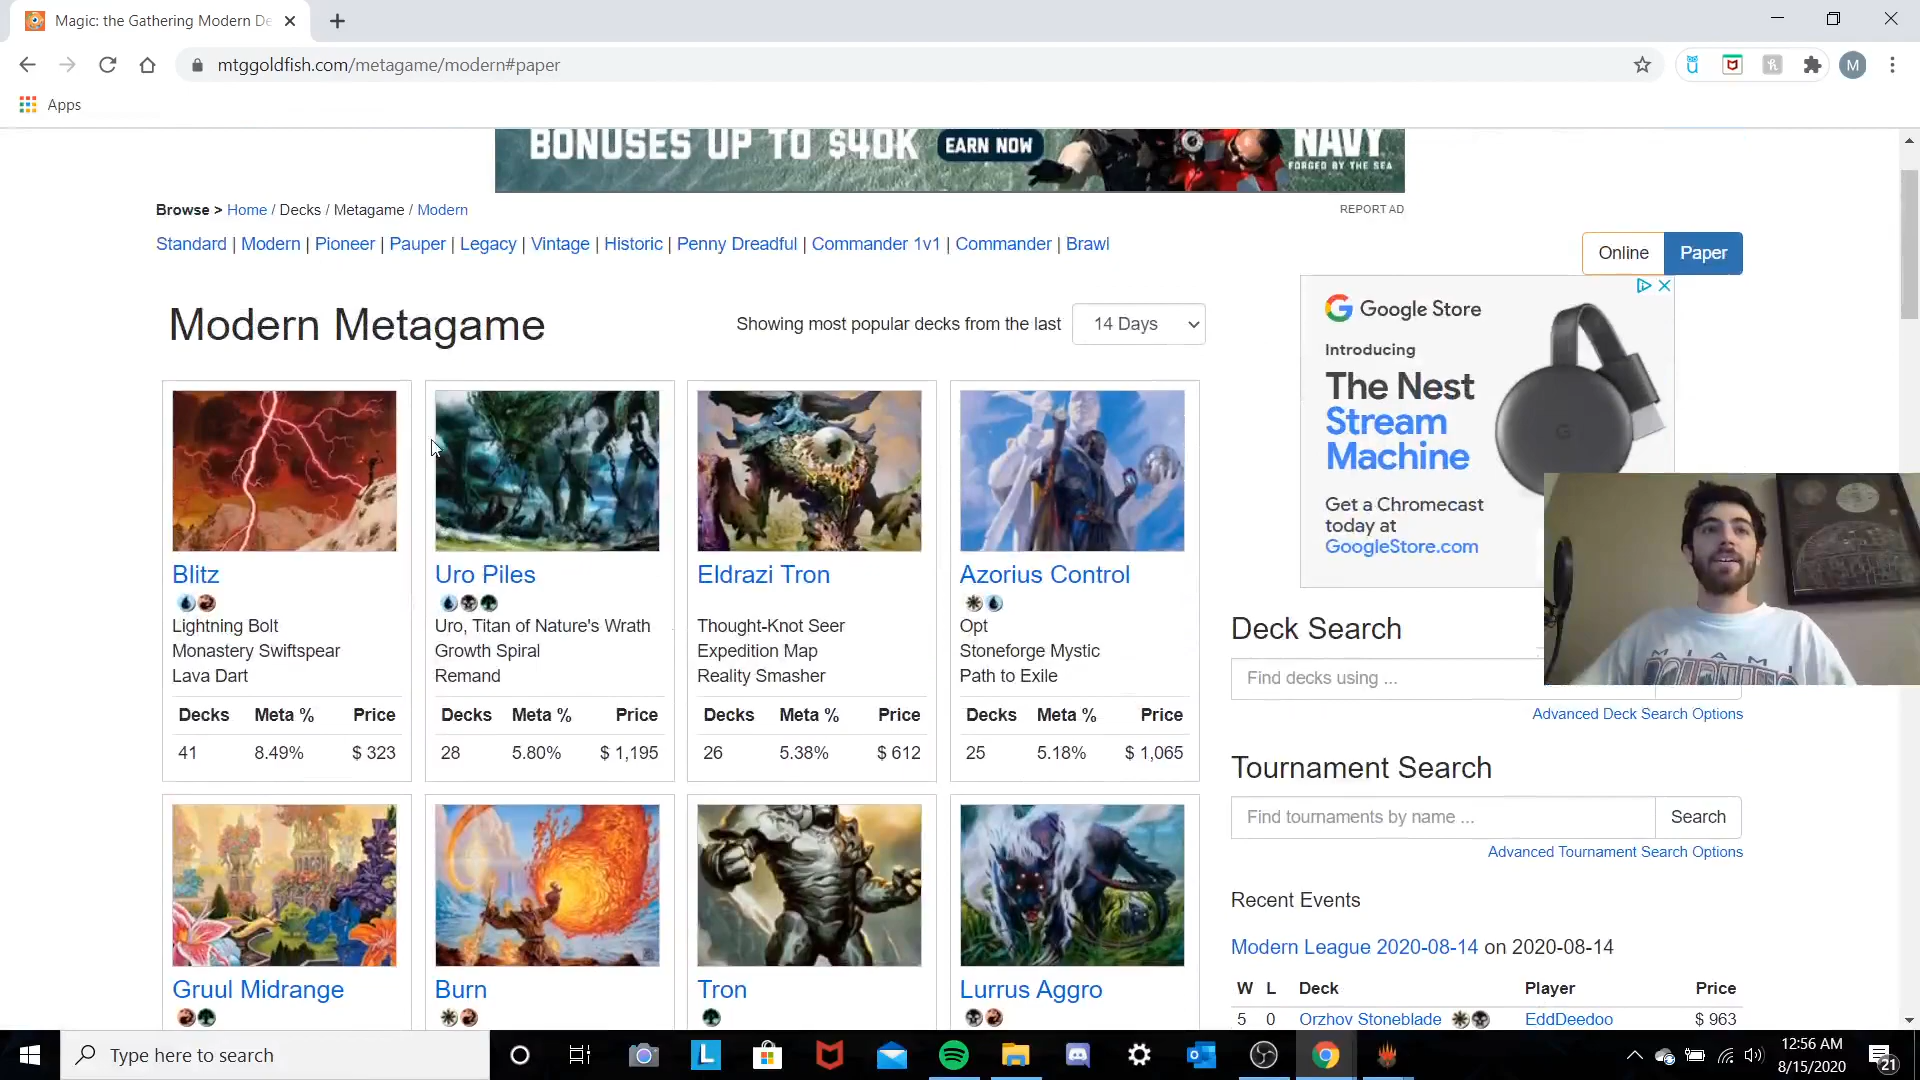 Magic: the Gathering Modern De
mtggoldfish.com/metagame/modern#paper
M
Apps
BONUSES UP TO $40K
EARN NOW
NAVY
FORGED BY THE SEA
REPORT AD
Browse > Home / Decks / Metagame / Modern
Standard | Modern | Pioneer | Pauper | Legacy | Vintage | Historic | Penny Dreadful | Commander 1v1 | Commander | Brawl
Online
Paper
Modern Metagame
Showing most popular decks from the last
14 Days
Google Store
Introducing
The Nest
Stream
Machine
Get a Chromecast
today at
GoogleStore.com
Blitz
Lightning Bolt
Monastery Swiftspear
Lava Dart
Decks Meta % Price
41 8.49% $ 323
Uro Piles
Uro, Titan of Nature's Wrath
Growth Spiral
Remand
Decks Meta % Price
28 5.80% $ 1,195
Eldrazi Tron
Thought-Knot Seer
Expedition Map
Reality Smasher
Decks Meta % Price
26 5.38% $ 612
Azorius Control
Opt
Stoneforge Mystic
Path to Exile
Decks Meta % Price
25 5.18% $ 1,065
Gruul Midrange
Burn
Tron
Lurrus Aggro
Deck Search
Find decks using ...
Advanced Deck Search Options
Tournament Search
Find tournaments by name ...
Search
Advanced Tournament Search Options
Recent Events
Modern League 2020-08-14 on 2020-08-14
W L Deck Player Price
5 0 Orzhov Stoneblade EddDeedoo $ 963
Type here to search
12:56 AM
8/15/2020
21